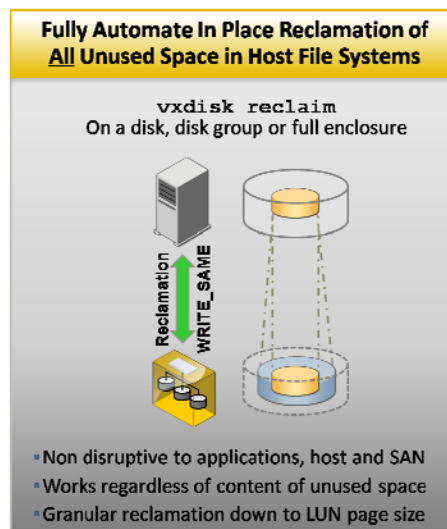 Fully Automate In Place Reclamation of
All Unused Space in Host File Systems
vxdisk reclaim
On a disk, disk group or full enclosure
Reclamation
WRITE_SAME
▪Non disruptive to applications, host and SAN
▪Works regardless of content of unused space
▪Granular reclamation down to LUN page size